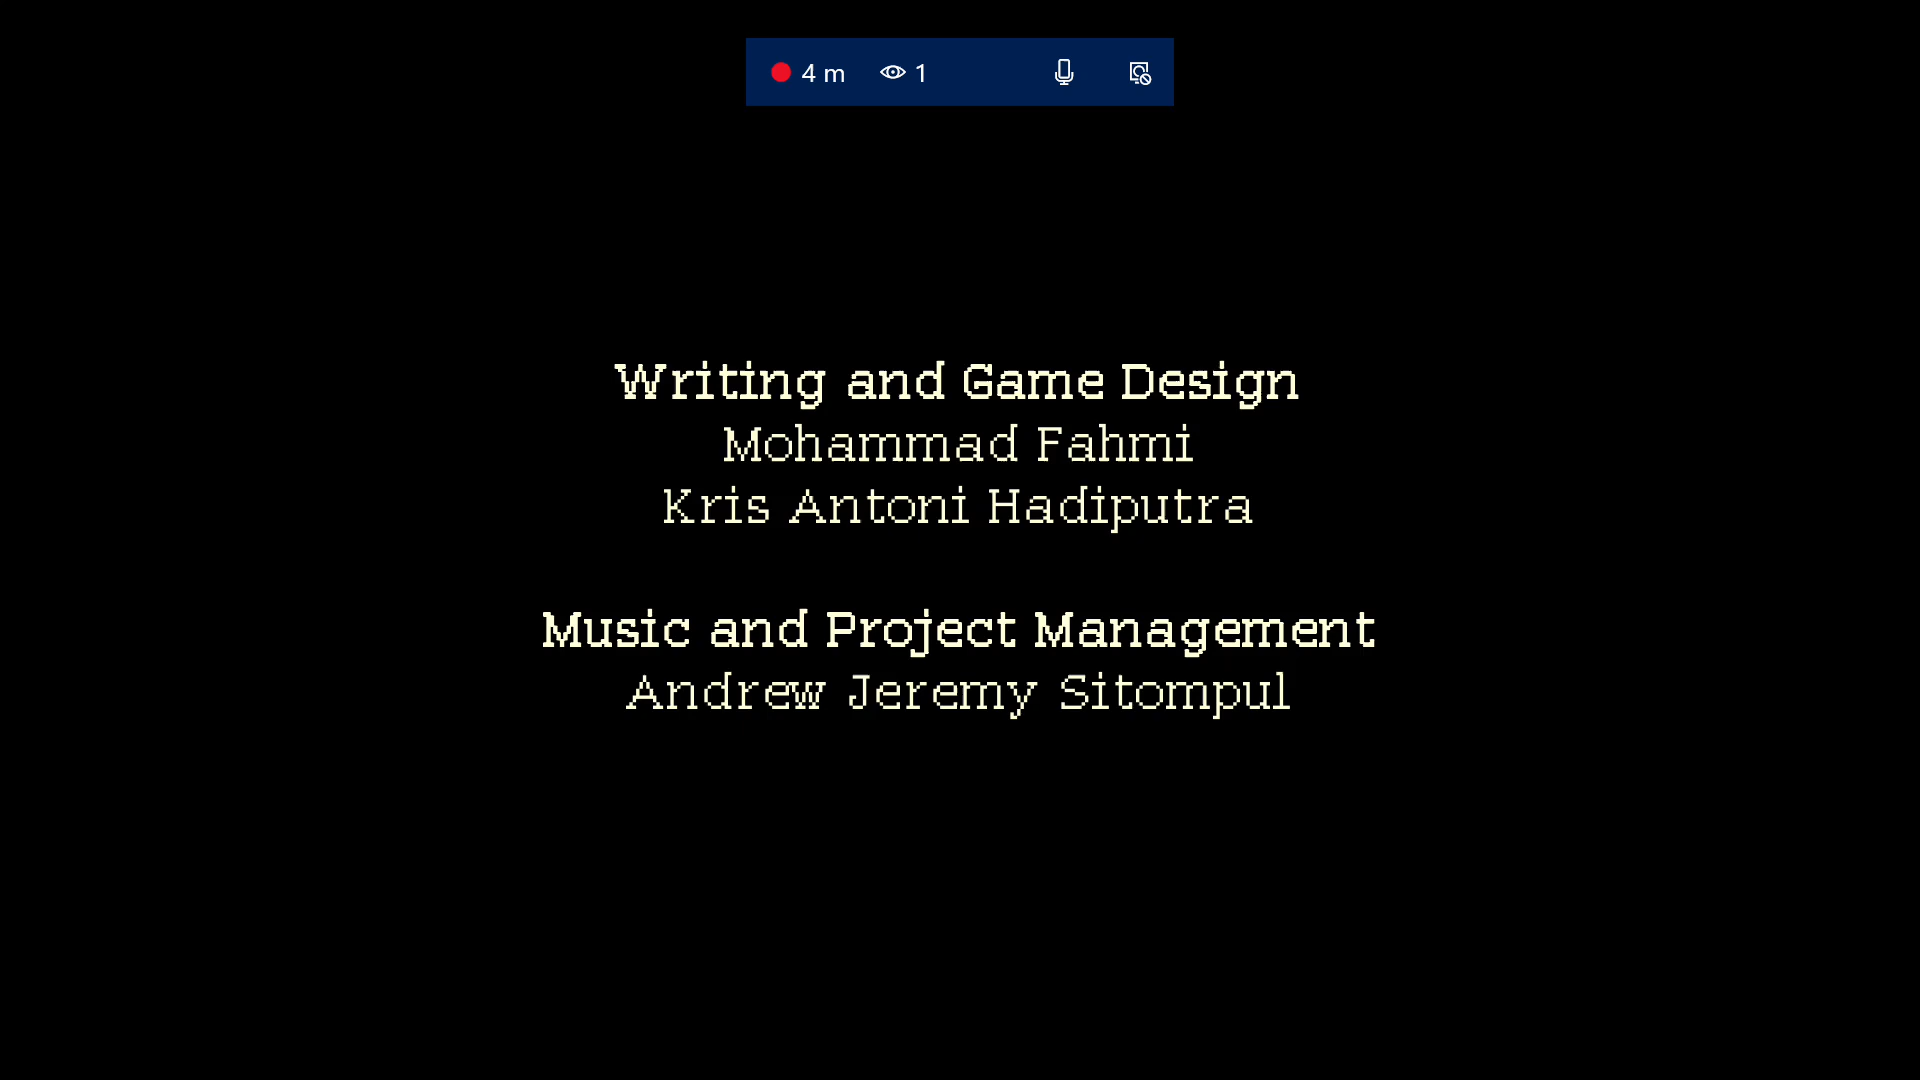 4 m 1
Writing and Game Design
Mohammad Fahmi
Kris Antoni Hadiputra
Music and Project Management
Andrew Jeremy Sitompul